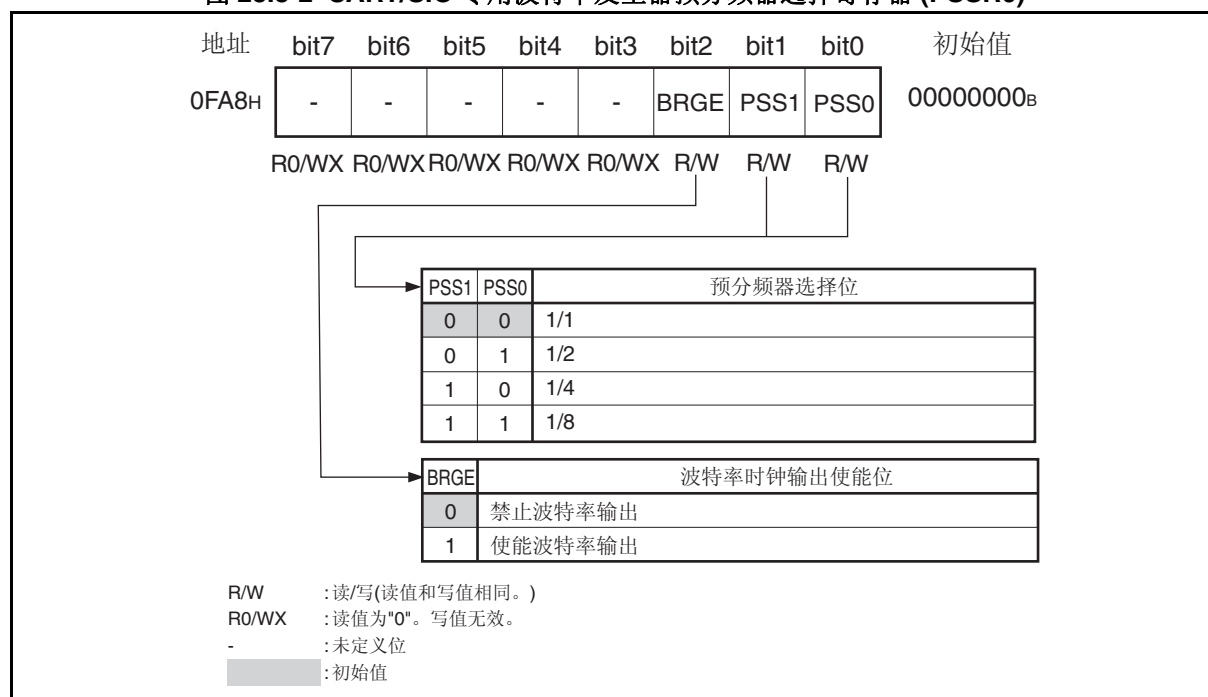 地址 bit7 bit6 bit5 bit4 bit3 bit2 bit1 bit0 初始值
0FA8H - - - - - BRGE PSS1 PSS0 00000000B
R0/WX R0/WX R0/WX R0/WX R0/WX R/W R/W R/W
PSS1 PSS0 预分频器选择位
0 0 1/1
0 1 1/2
1 0 1/4
1 1 1/8
BRGE 波特率时钟输出使能位
0 禁止波特率输出
1 使能波特率输出
R/W :读/写(读值和写值相同。)
R0/WX :读值为"0"。写值无效。
- :未定义位
:初始值